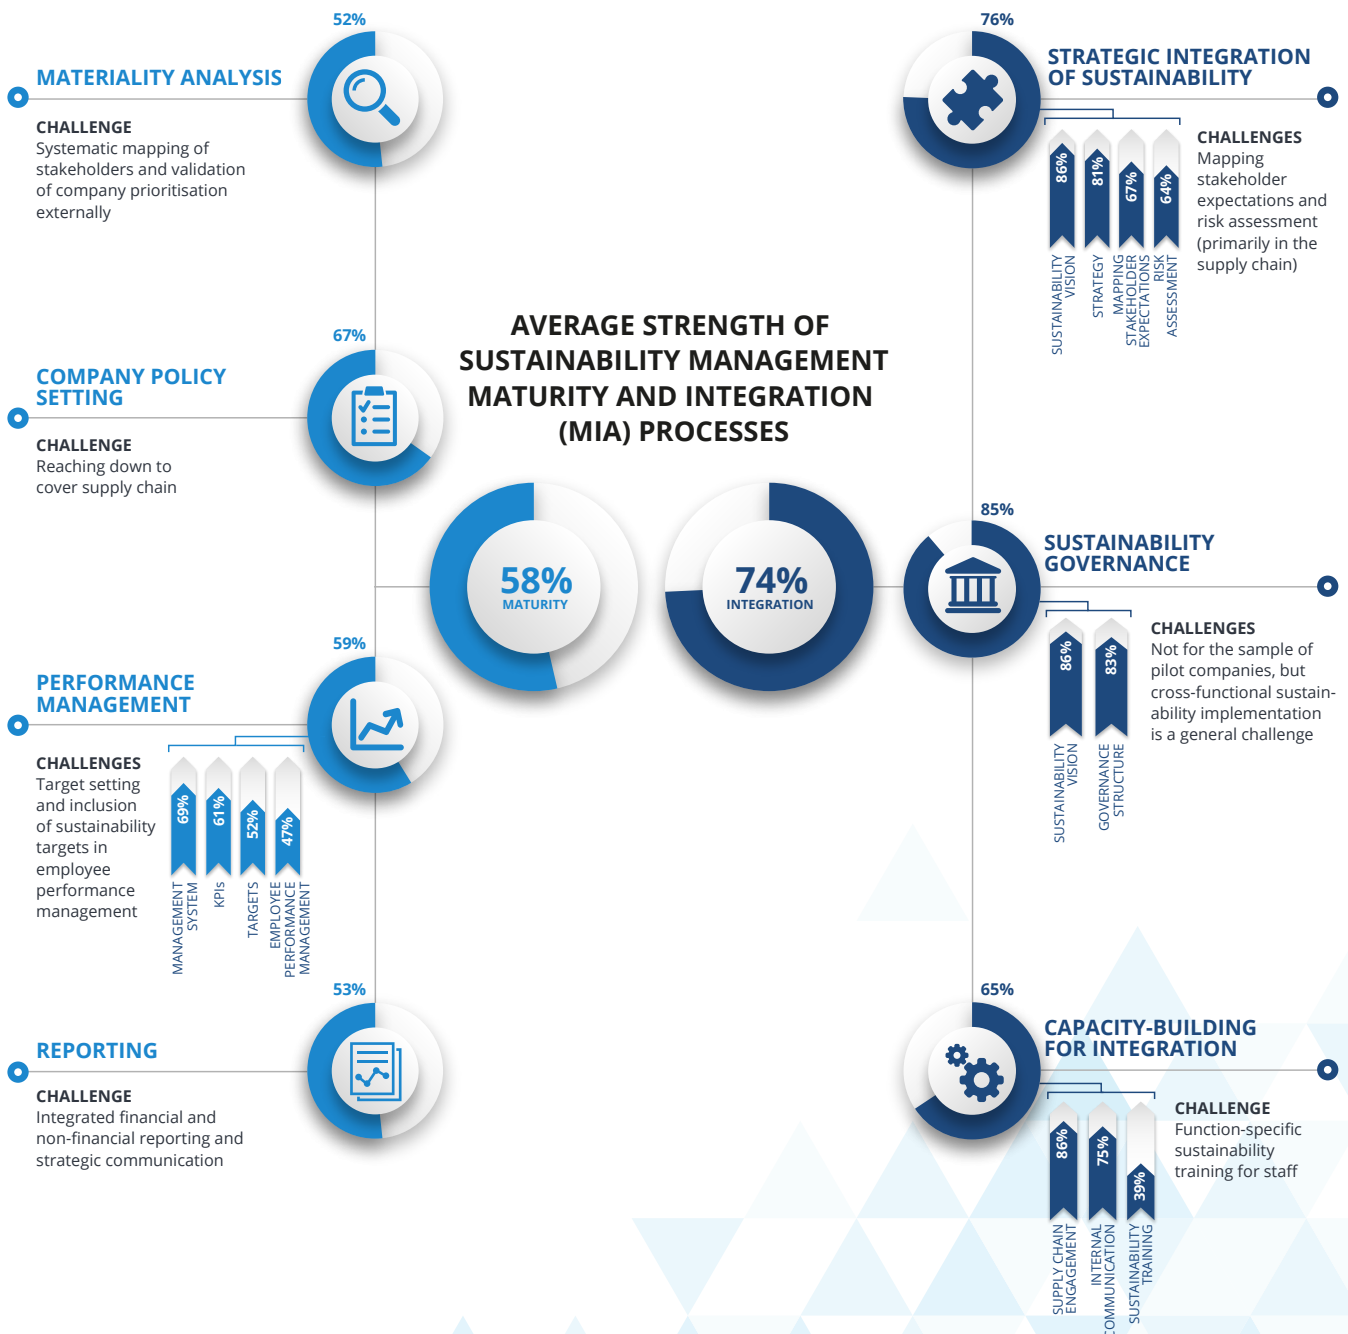 52%
MATERIALITY ANALYSIS
CHALLENGE
Systematic mapping of
stakeholders and validation
of company prioritisation
externally
67%
COMPANY POLICY
SETTING
CHALLENGE
Reaching down to
cover supply chain
59%
PERFORMANCE
MANAGEMENT
CHALLENGES
Target setting
and inclusion
of sustainability
targets in
employee
performance
management
69%
61%
52%
47%
MANAGEMENT
SYSTEM
KPIs
TARGETS
EMPLOYEE
PERFORMANCE
MANAGEMENT
53%
REPORTING
CHALLENGE
Integrated financial and
non-financial reporting and
strategic communication
AVERAGE STRENGTH OF
SUSTAINABILITY MANAGEMENT
MATURITY AND INTEGRATION
(MIA) PROCESSES
58%
MATURITY
74%
INTEGRATION
76%
STRATEGIC INTEGRATION
OF SUSTAINABILITY
86%
81%
67%
64%
SUSTAINABILITY
VISION
STRATEGY
MAPPING
STAKEHOLDER
EXPECTATIONS
RISK
ASSESSMENT
CHALLENGES
Mapping
stakeholder
expectations and
risk assessment
(primarily in the
supply chain)
85%
SUSTAINABILITY
GOVERNANCE
86%
83%
SUSTAINABILITY
VISION
GOVERNANCE
STRUCTURE
CHALLENGES
Not for the sample of
pilot companies, but
cross-functional sustain-
ability implementation
is a general challenge
65%
CAPACITY-BUILDING
FOR INTEGRATION
86%
75%
39%
SUPPLY CHAIN
ENGAGEMENT
INTERNAL
COMMUNICATION
SUSTAINABILITY
TRAINING
CHALLENGE
Function-specific
sustainability
training for staff